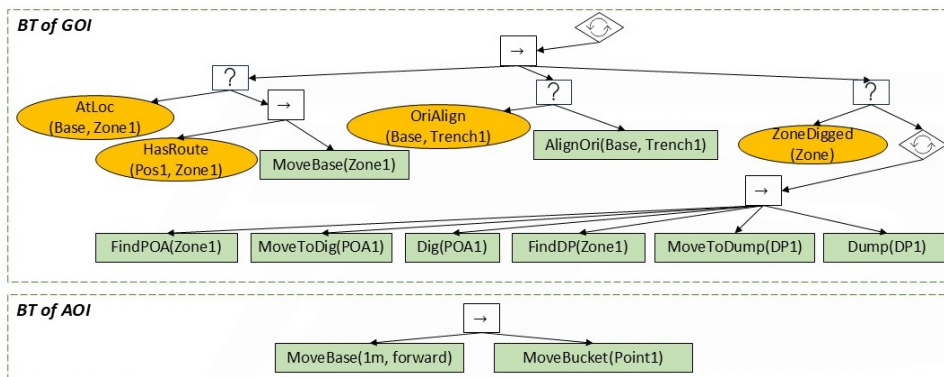 BT of GOI
→
?
?
?
AtLoc
(Base, Zone1)
→
OriAlign
(Base, Trench1)
ZoneDigged
(Zone)
HasRoute
(Pos1, Zone1)
MoveBase(Zone1)
AlignOri(Base, Trench1)
→
FindPOA(Zone1)
MoveToDig(POA1)
Dig(POA1)
FindDP(Zone1)
MoveToDump(DP1)
Dump(DP1)
BT of AOI
→
MoveBase(1m, forward)
MoveBucket(Point1)